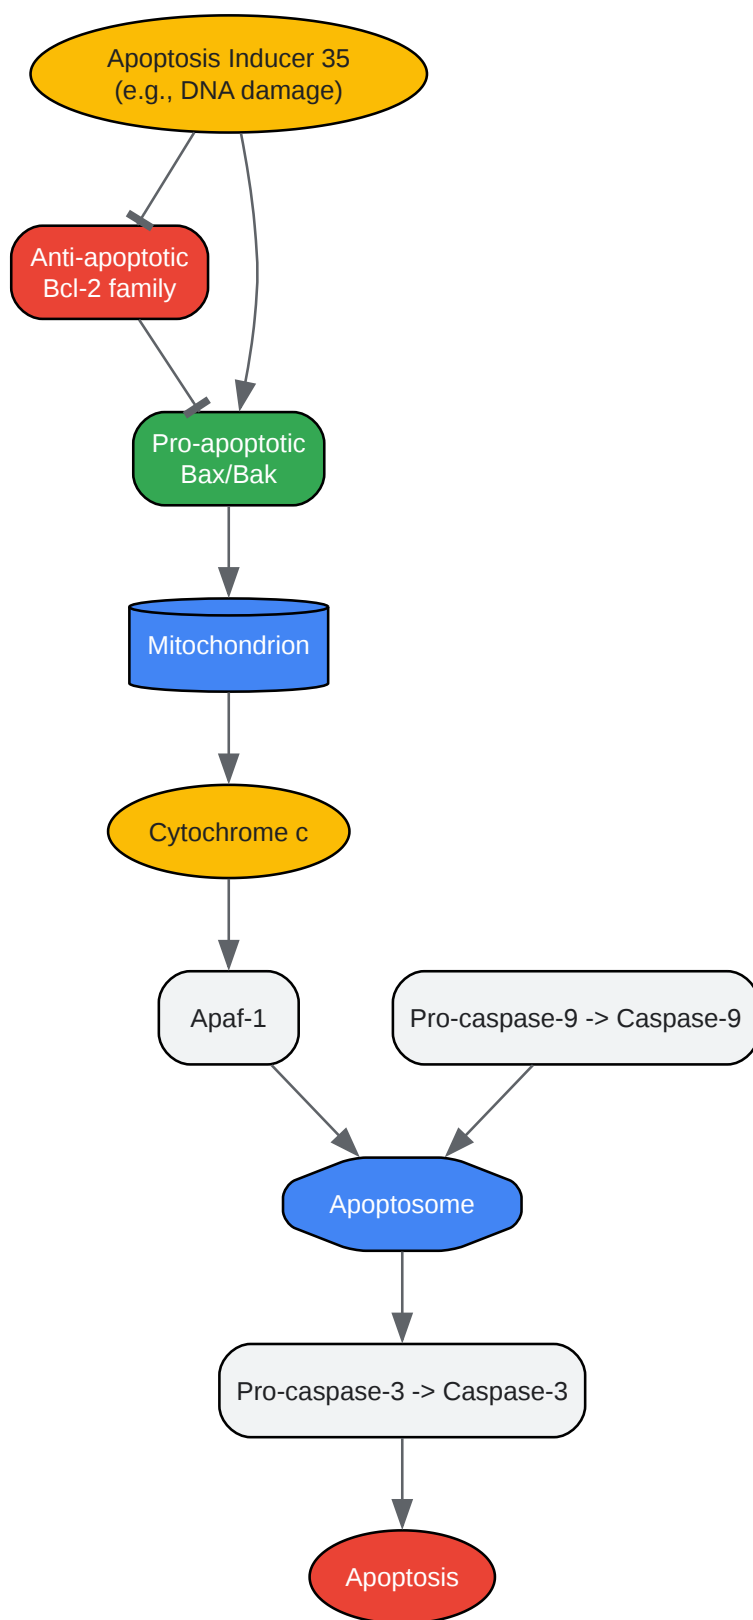 Apoptosis Inducer 35
(e.g., DNA damage)
Anti-apoptotic
Bcl-2 family
Pro-apoptotic
Bax/Bak
Mitochondrion
Cytochrome c
Apaf-1
Pro-caspase-9 -> Caspase-9
Apoptosome
Pro-caspase-3 -> Caspase-3
Apoptosis